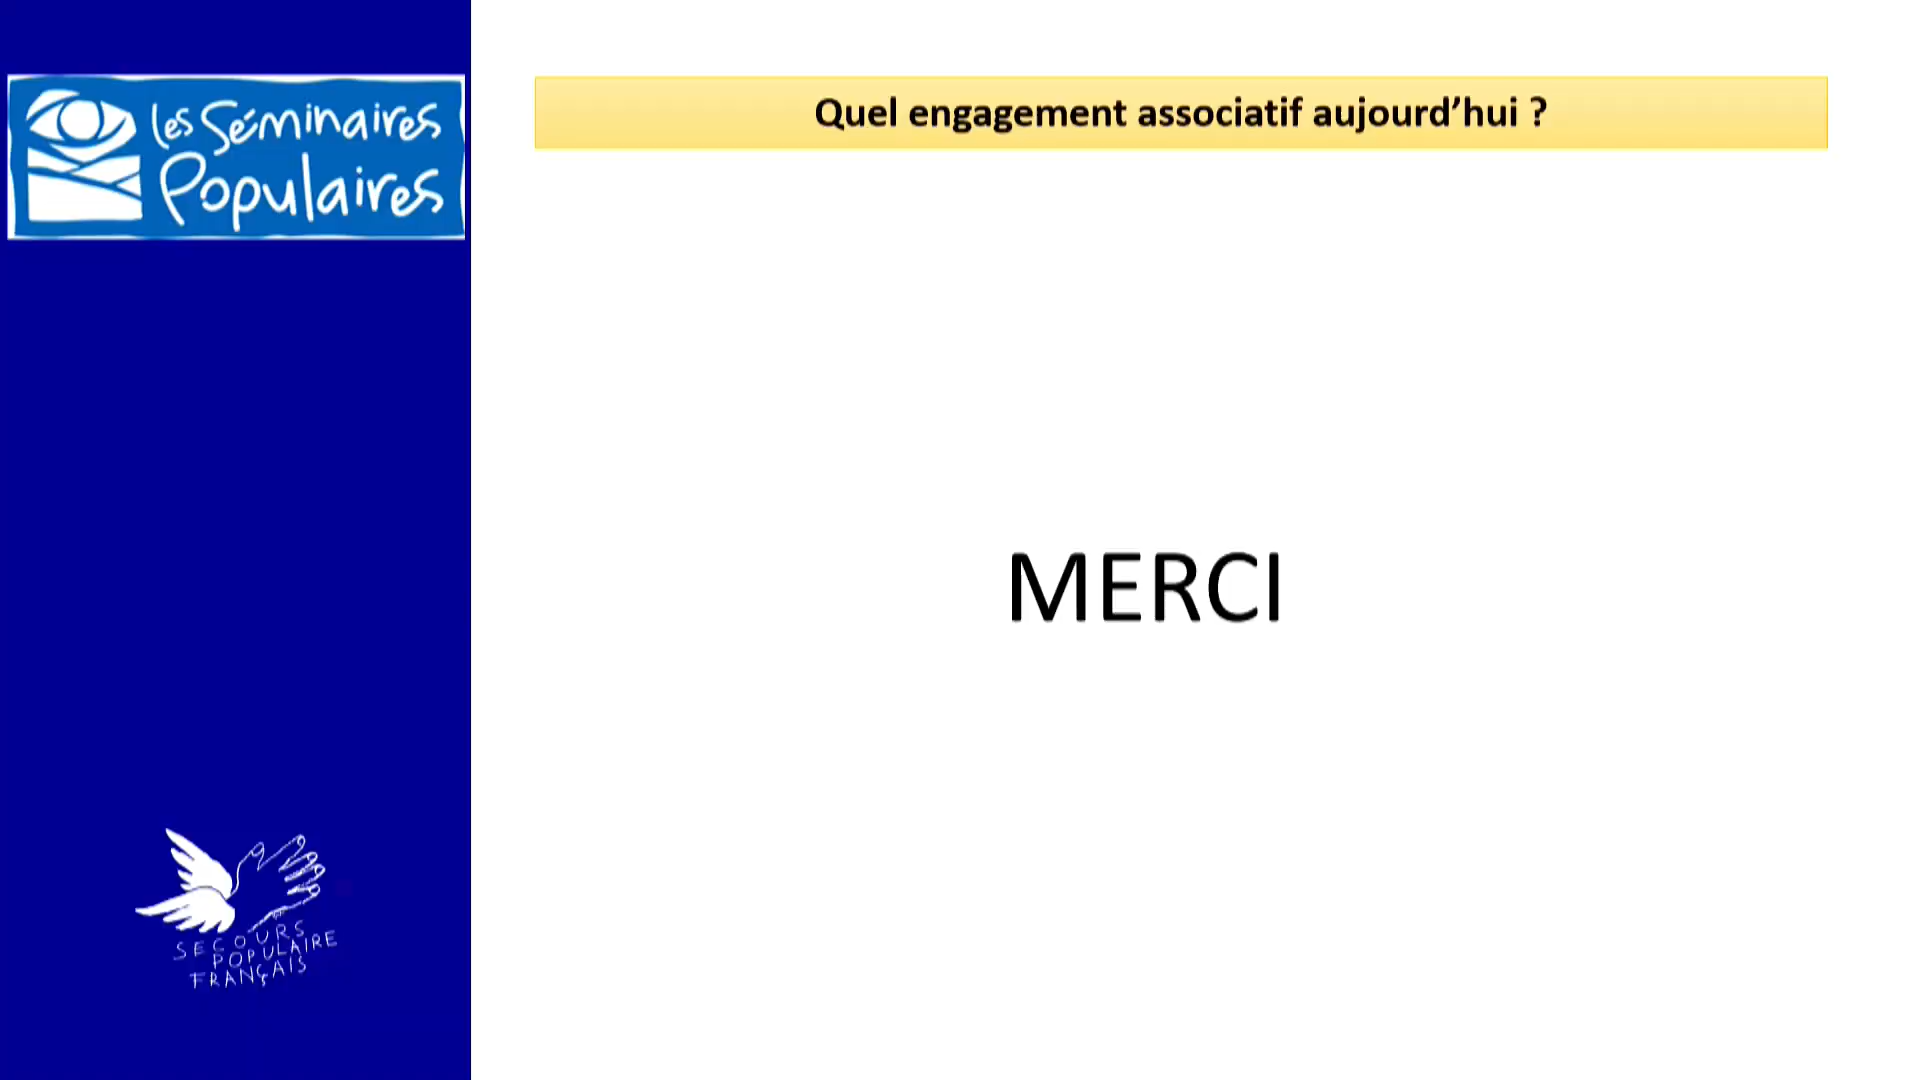 les Séminaires
Populaires
Quel engagement associatif aujourd’hui ?
MERCI
SECOURS
POPULAIRE
FRANÇAIS